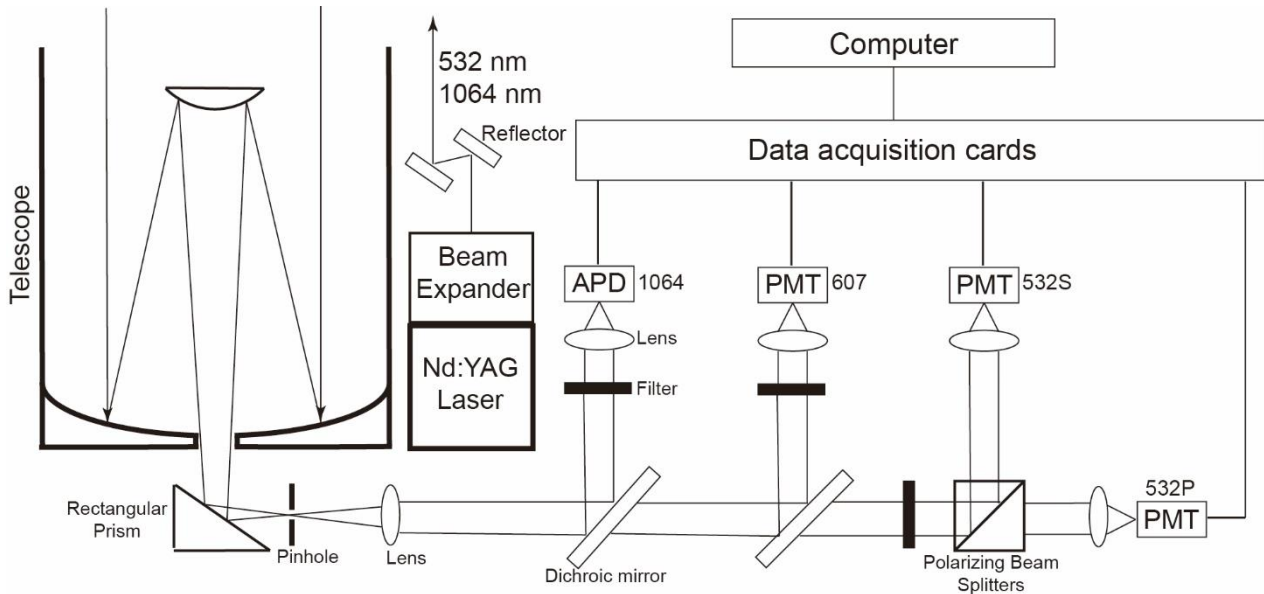 Computer
532 nm
1064 nm
Reflector
Data acquisition cards
Telescope
Beam
Expander
APD
1064
PMT
607
PMT
532S
Lens
Nd:YAG
Laser
Filter
Rectangular
Prism
Pinhole
Lens
Dichroic mirror
Polarizing Beam
Splitters
532P
PMT